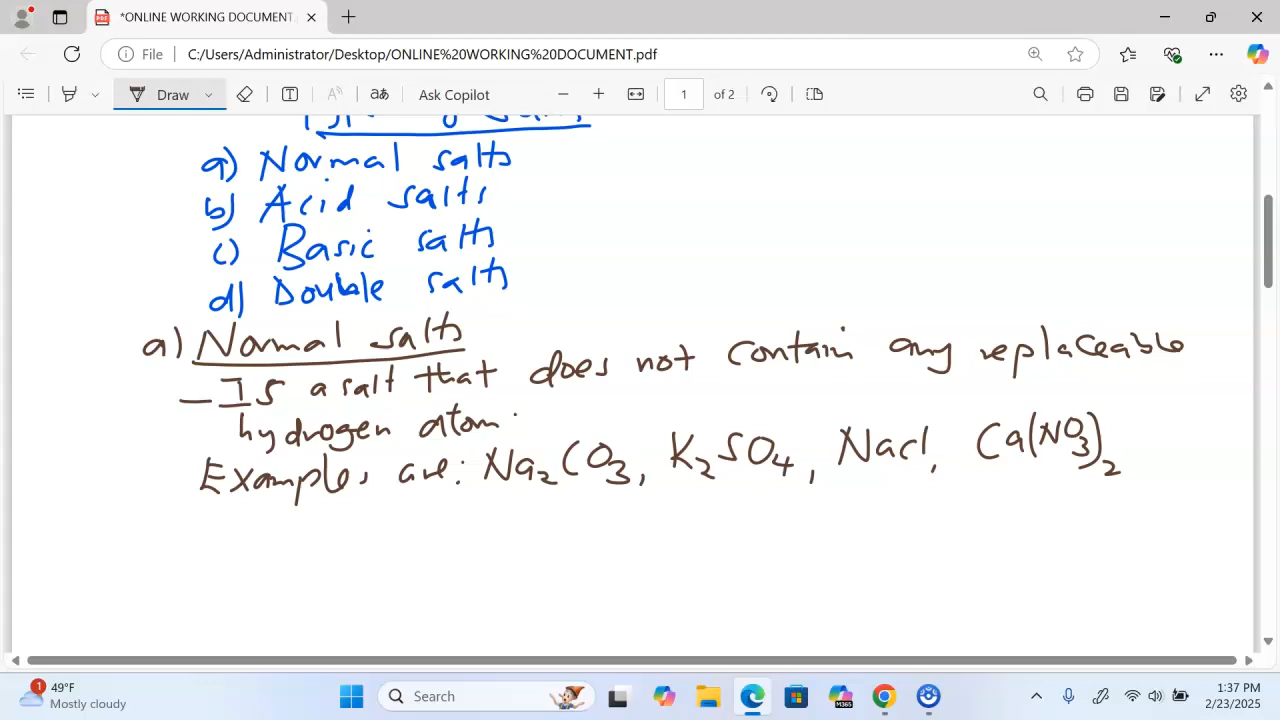 *ONLINE WORKING DOCUMENT.
File C:/Users/Administrator/Desktop/ONLINE%20WORKING%20DOCUMENT.pdf
Draw Ask Copilot 1 of 2
a) Normal salts
b) Acid salts
c) Basic salts
d) Double salts
a) Normal salts
– Is a salt that does not contain any replaceable
hydrogen atom.
Examples are: Na₂CO₃, K₂SO₄, Nacl, Ca(NO₃)₂
1 49°F
Mostly cloudy
Search
M365
1:37 PM
2/23/2025